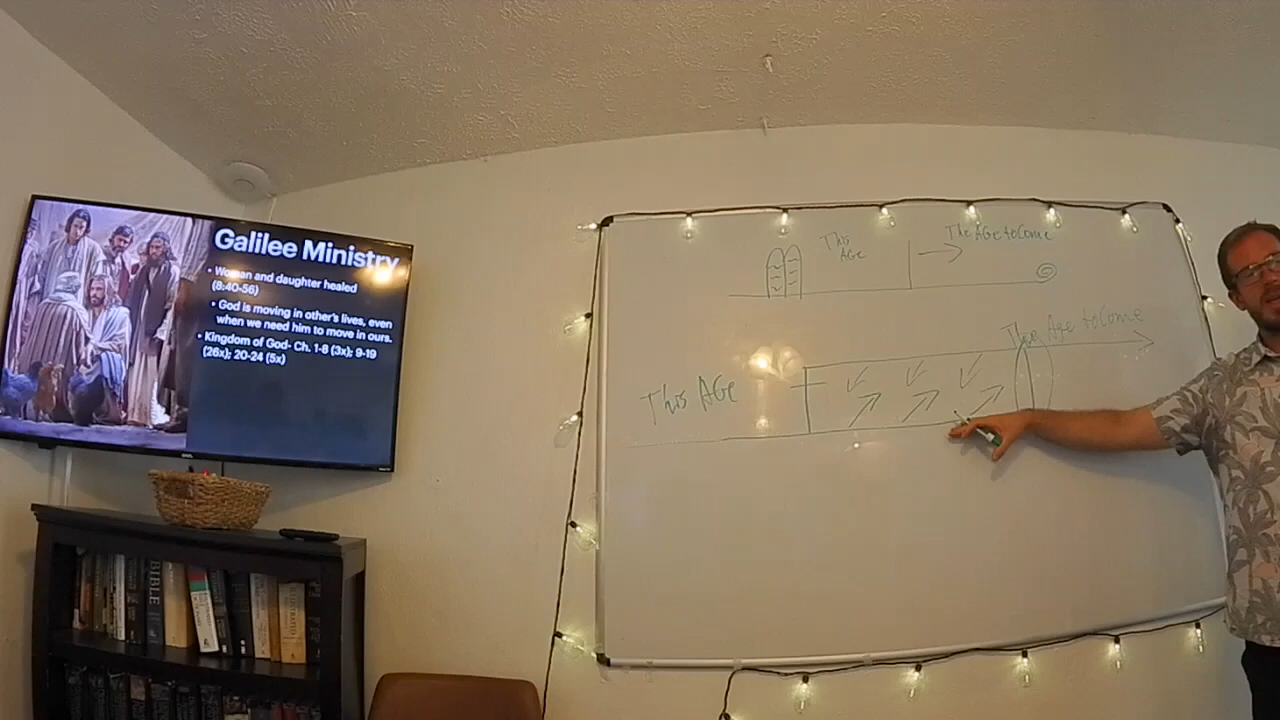 Galilee Ministry
• Woman and daughter healed
(8:40-56)
• God is moving in other's lives, even
when we need him to move in ours.
• Kingdom of God- Ch. 1-8 (3x); 9-19
(26x); 20-24 (5x)
This
AGe
The AGe to Come
The Age to Come
This AGe
BIBLE